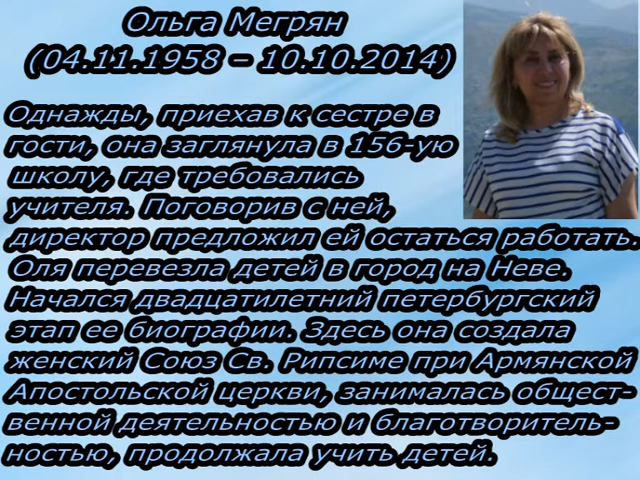 Ольга Мегрян
(04.11.1958 – 10.10.2014)
Однажды, приехав к сестре в
гости, она заглянула в 156-ую
школу, где требовались
учителя. Поговорив с ней,
директор предложил ей остаться работать.
Оля перевезла детей в город на Неве.
Начался двадцатилетний петербургский
этап ее биографии. Здесь она создала
женский Союз Св. Рипсиме при Армянской
Апостольской церкви, занималась общест-
венной деятельностью и благотворитель-
ностью, продолжала учить детей.